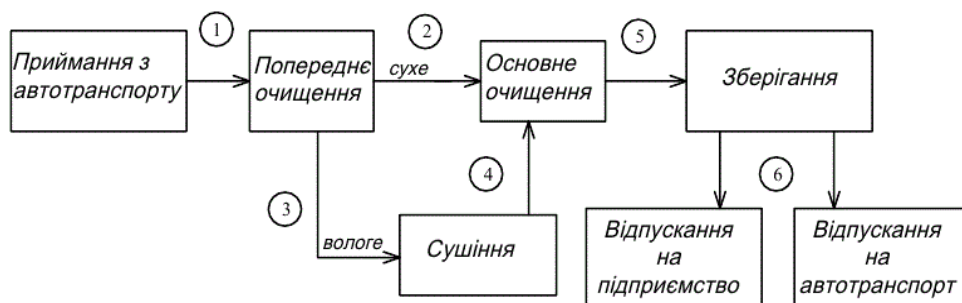 1
2
5
Приймання з
автотранспорту
Попереднє
очищення
сухе
Основне
очищення
Зберігання
3
4
6
вологе
Сушіння
Відпускання
на
підприємство
Відпускання
на
автотранспорт